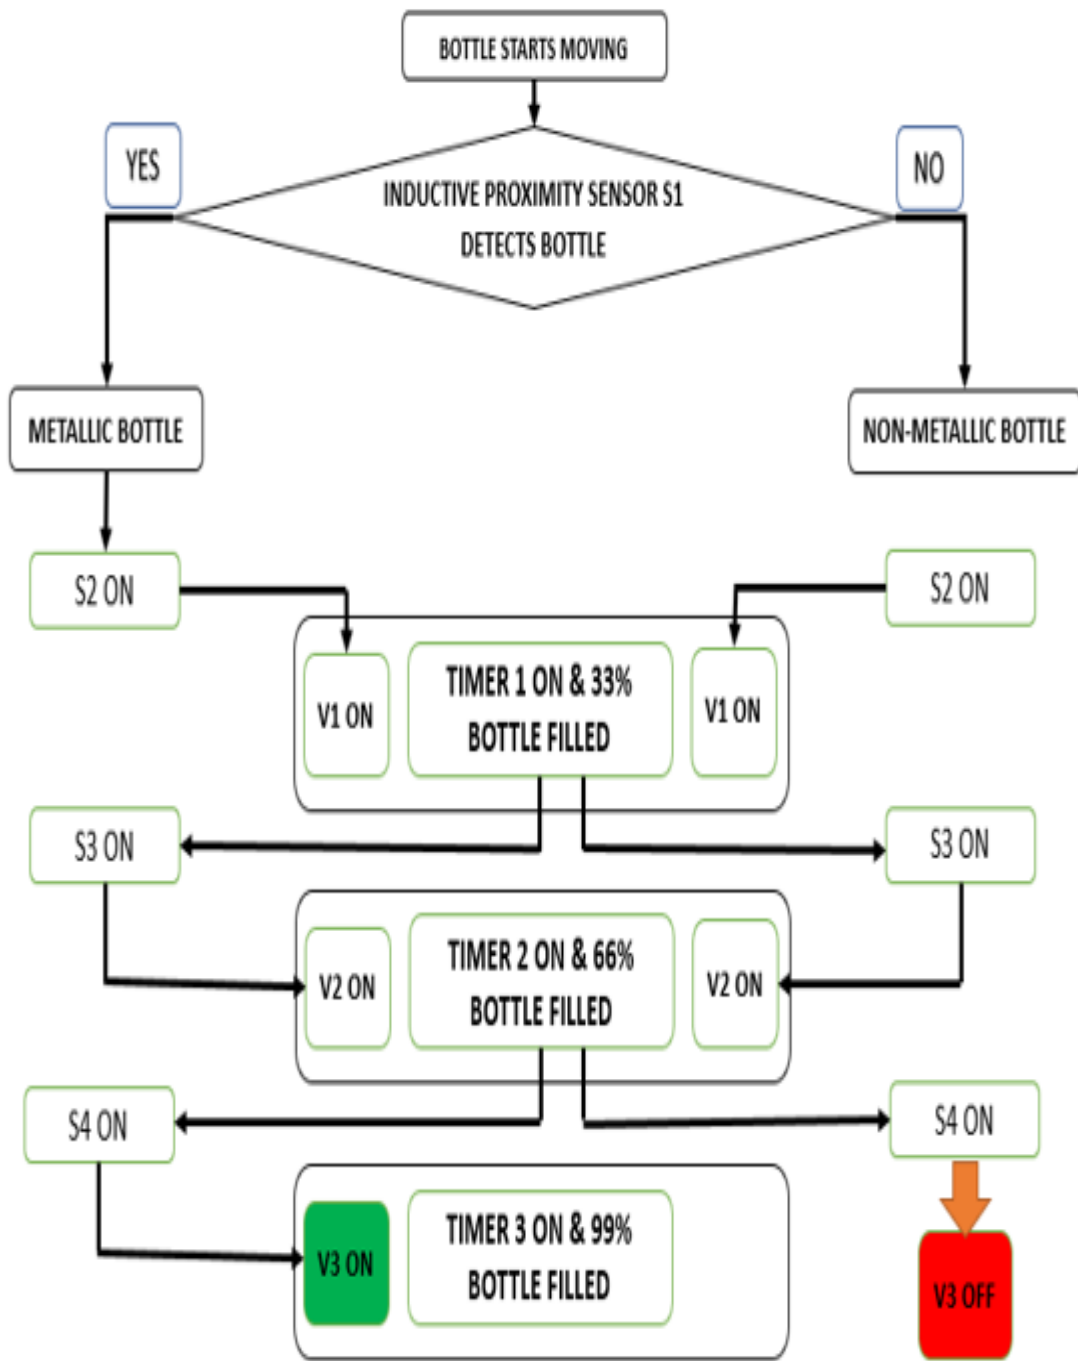 BOTTLE STARTS MOVING
YES
NO
INDUCTIVE PROXIMITY SENSOR S1
DETECTS BOTTLE
METALLIC BOTTLE
NON-METALLIC BOTTLE
S2 ON
S2 ON
V1 ON
TIMER 1 ON & 33%
BOTTLE FILLED
V1 ON
S3 ON
S3 ON
V2 ON
TIMER 2 ON & 66%
BOTTLE FILLED
V2 ON
S4 ON
S4 ON
V3 ON
TIMER 3 ON & 99%
BOTTLE FILLED
V3 OFF